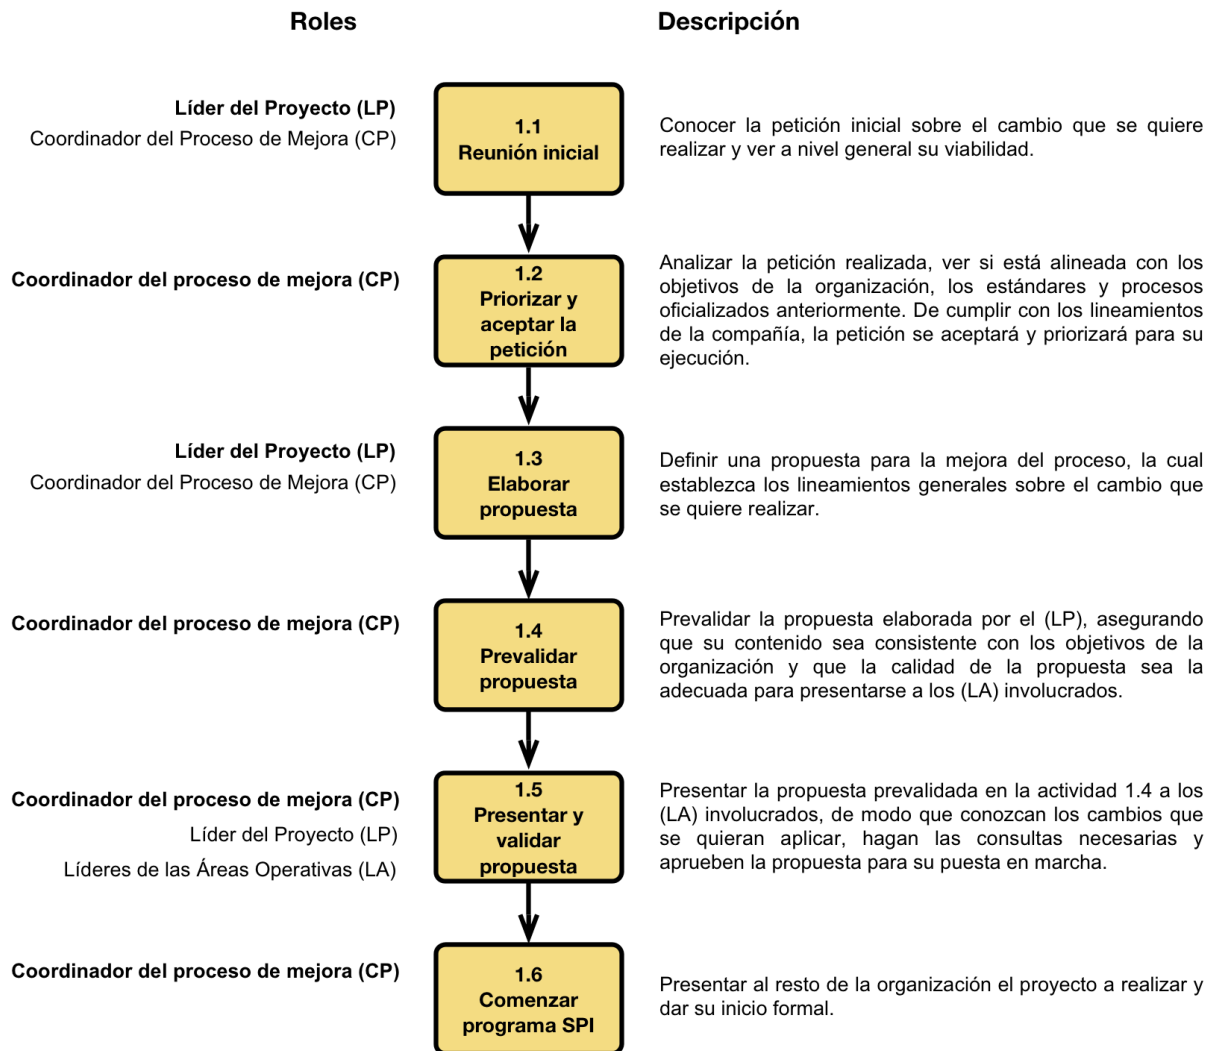 Roles
Descripción
Líder del Proyecto (LP)
Coordinador del Proceso de Mejora (CP)
1.1
Reunión inicial
Conocer la petición inicial sobre el cambio que se quiere
realizar y ver a nivel general su viabilidad.
Coordinador del proceso de mejora (CP)
1.2
Priorizar y
aceptar la
petición
Analizar la petición realizada, ver si está alineada con los
objetivos de la organización, los estándares y procesos
oficializados anteriormente. De cumplir con los lineamientos
de la compañía, la petición se aceptará y priorizará para su
ejecución.
Líder del Proyecto (LP)
Coordinador del Proceso de Mejora (CP)
1.3
Elaborar
propuesta
Definir una propuesta para la mejora del proceso, la cual
establezca los lineamientos generales sobre el cambio que
se quiere realizar.
Coordinador del proceso de mejora (CP)
1.4
Prevalidar
propuesta
Prevalidar la propuesta elaborada por el (LP), asegurando
que su contenido sea consistente con los objetivos de la
organización y que la calidad de la propuesta sea la
adecuada para presentarse a los (LA) involucrados.
Coordinador del proceso de mejora (CP)
Líder del Proyecto (LP)
Líderes de las Áreas Operativas (LA)
1.5
Presentar y
validar
propuesta
Presentar la propuesta prevalidada en la actividad 1.4 a los
(LA) involucrados, de modo que conozcan los cambios que
se quieran aplicar, hagan las consultas necesarias y
aprueben la propuesta para su puesta en marcha.
Coordinador del proceso de mejora (CP)
1.6
Comenzar
programa SPI
Presentar al resto de la organización el proyecto a realizar y
dar su inicio formal.